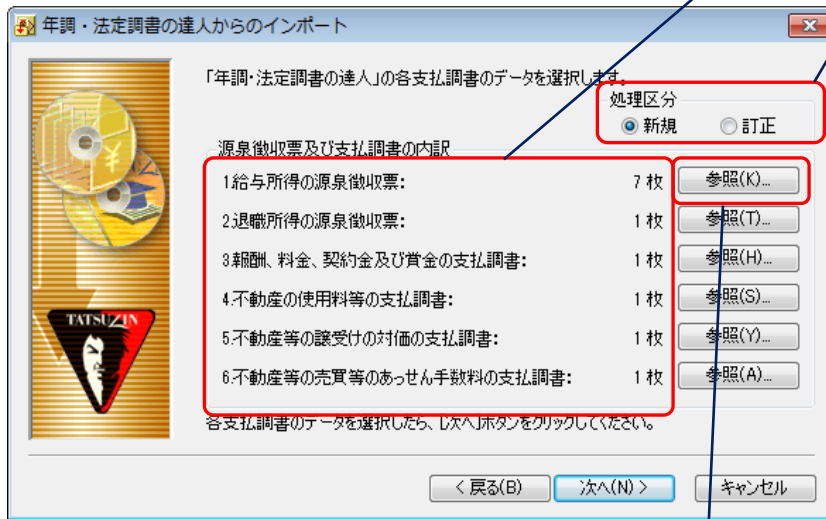 年調・法定調書の達人からのインポート
「年調・法定調書の達人」の各支払調書のデータを選択します。
処理区分
新規 訂正
源泉徴収票及び支払調書の内訳
1.給与所得の源泉徴収票: 7 枚 参照(K)...
2.退職所得の源泉徴収票: 1 枚 参照(T)...
3.報酬、料金、契約金及び賞金の支払調書: 1 枚 参照(H)...
4.不動産の使用料等の支払調書: 1 枚 参照(S)...
5.不動産等の譲受けの対価の支払調書: 1 枚 参照(Y)...
6.不動産等の売買等のあっせん手数料の支払調書: 1 枚 参照(A)...
各支払調書のデータを選択したら、[次へ]ボタンをクリックしてください。
TATSUZIN
< 戻る(B) 次へ(N) > キャンセル